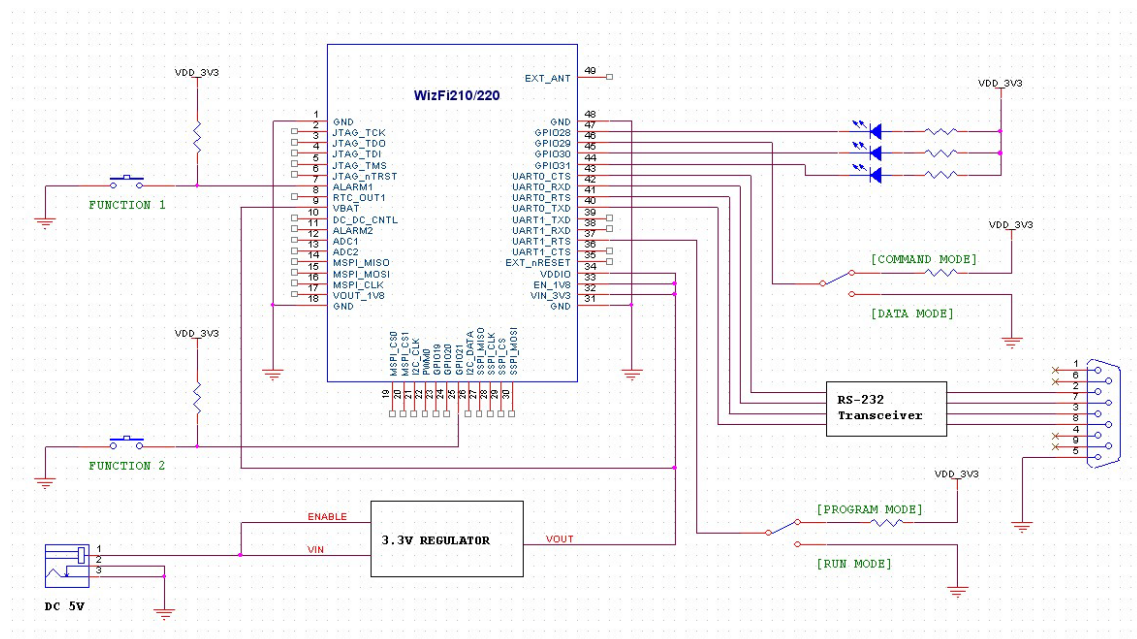 VDD_3V3
FUNCTION 1
VDD_3V3
FUNCTION 2
WizFi210/220
EXT_ANT 49
1 GND
2 JTAG_TCK
3 JTAG_TDO
4 JTAG_TDI
5 JTAG_TMS
6 JTAG_nTRST
7 ALARM1
8 RTC_OUT1
9 VBAT
10 DC_DC_CNTL
11 ALARM2
12 ADC1
13 ADC2
14 MSPI_MISO
15 MSPI_MOSI
16 MSPI_CLK
17 VOUT_1V8
18 GND
GND 48
GPIO28 47
GPIO29 46
GPIO30 45
GPIO31 44
UART0_CTS 43
UART0_RXD 42
UART0_RTS 41
UART0_TXD 40
UART1_TXD 39
UART1_RXD 38
UART1_RTS 37
UART1_CTS 36
EXT_nRESET 35
VDDIO 34
EN_1V8 33
VIN_3V3 32
GND 31
MSPI_CS0 19
MSPI_CS1 20
I2C_CLK 21
PWM0 22
GPIO19 23
GPIO20 24
GPIO21 25
I2C_DATA 26
SSPI_MISO 27
SSPI_CLK 28
SSPI_CS 29
SSPI_MOSI 30
VDD_3V3
VDD_3V3
[COMMAND MODE]
[DATA MODE]
RS-232
Transceiver
1
6
2
7
3
8
4
9
5
VDD_3V3
[PROGRAM MODE]
[RUN MODE]
ENABLE
VIN
3.3V REGULATOR
VOUT
1
2
3
DC 5V